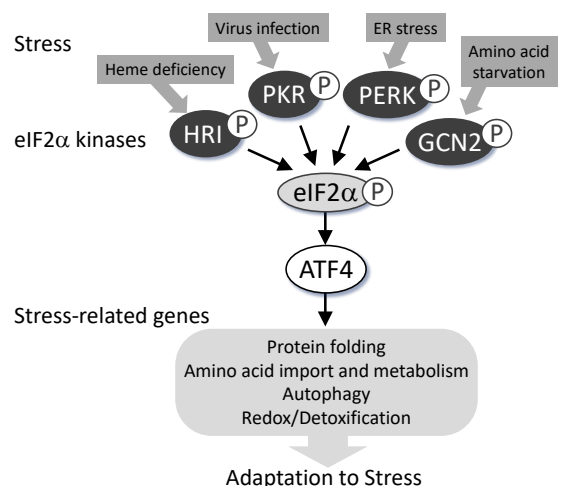 Stress
Virus infection
ER stress
Heme deficiency
Amino acid
starvation
eIF2α kinases
HRI P
PKR P
PERK P
GCN2 P
eIF2α P
ATF4
Stress-related genes
Protein folding
Amino acid import and metabolism
Autophagy
Redox/Detoxification
Adaptation to Stress